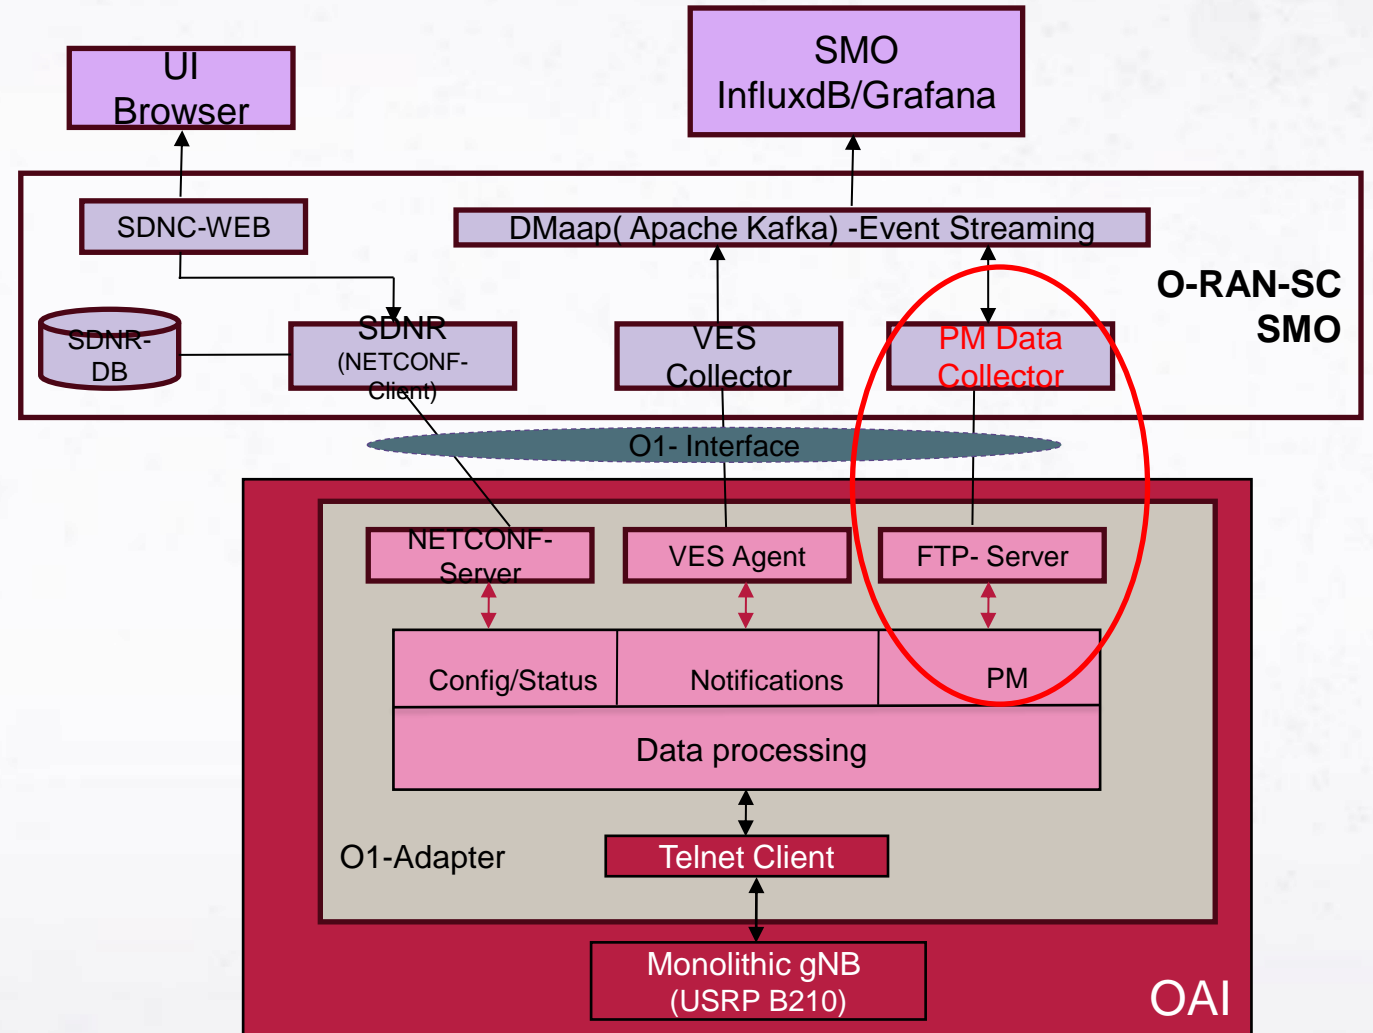 UI
Browser
SMO
InfluxdB/Grafana
SDNC-WEB
DMaap( Apache Kafka) -Event Streaming
O-RAN-SC
SMO
SDNR-
DB
SDNR
(NETCONF-
Client)
VES
Collector
PM Data
Collector
O1- Interface
NETCONF-
Server
VES Agent
FTP- Server
Config/Status
Notifications
PM
Data processing
O1-Adapter
Telnet Client
Monolithic gNB
(USRP B210)
OAI